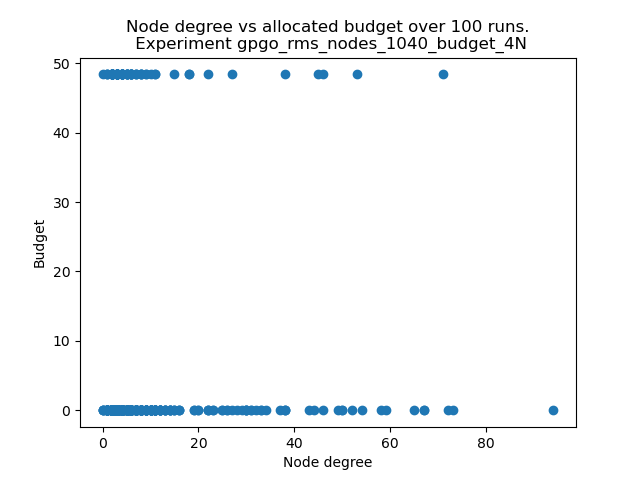 Node degree vs allocated budget over 100 runs.
Experiment gpgo_rms_nodes_1040_budget_4N
50
40
30
20
10
0
Budget
0 20 40 60 80
Node degree